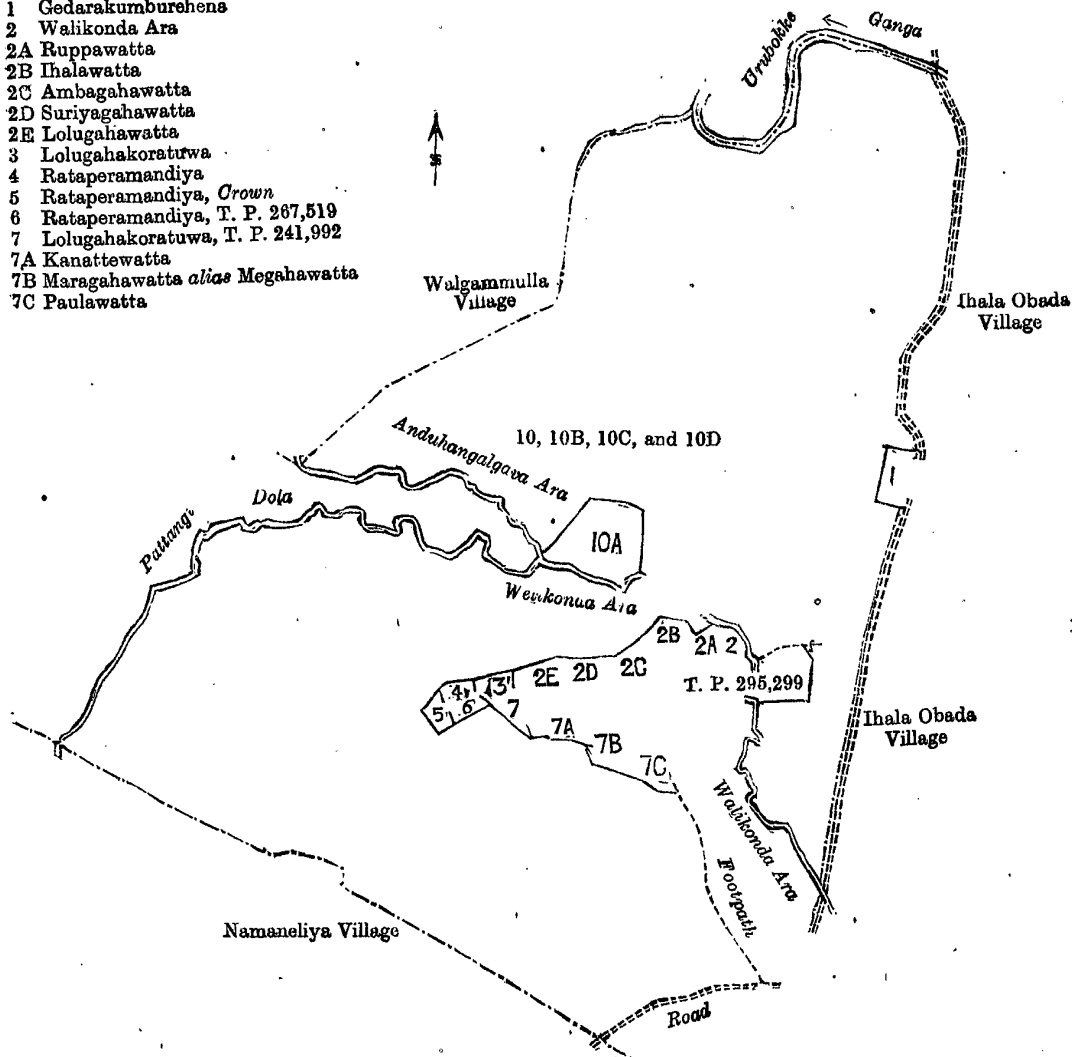 1 Gedarakumburehena
2 Walikonda Ara
2A Ruppawatta
2B Ihalawatta
2C Ambagahawatta
2D Suriyagahawatta
2E Lolugahawatta
3 Lolugahakoratuwa
4 Rataperamandiya
5 Rataperamandiya, Crown
6 Rataperamandiya, T. P. 267,519
7 Lolugahakoratuwa, T. P. 241,992
7A Kanattewatta
7B Maragahawatta alias Megahawatta
7C Paulawatta
Urubokke Ganga
N
Walgammulla
Village
Ihala Obada
Village
Anduhangalgava Ara
10, 10B, 10C, and 10D
1
Pattangi Dola
10A
Welikonda Ara
2B 2A 2
2E 2D 2C
T. P. 295,299
4 3
5 6 7
7A 7B
7C
Ihala Obada
Village
Walikonda Ara
Footpath
Namaneliya Village
Road